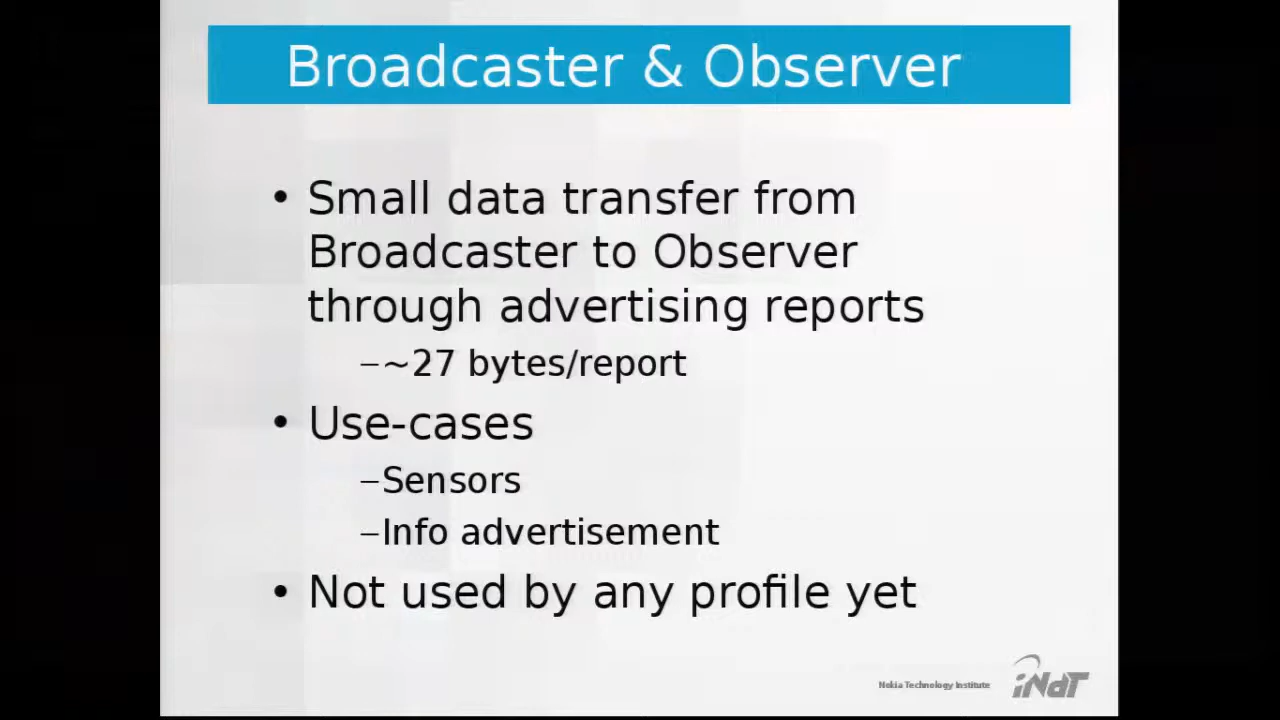 Broadcaster & Observer
• Small data transfer from
Broadcaster to Observer
through advertising reports
–~27 bytes/report
• Use-cases
–Sensors
–Info advertisement
• Not used by any profile yet
Nokia Technology Institute
iNdT